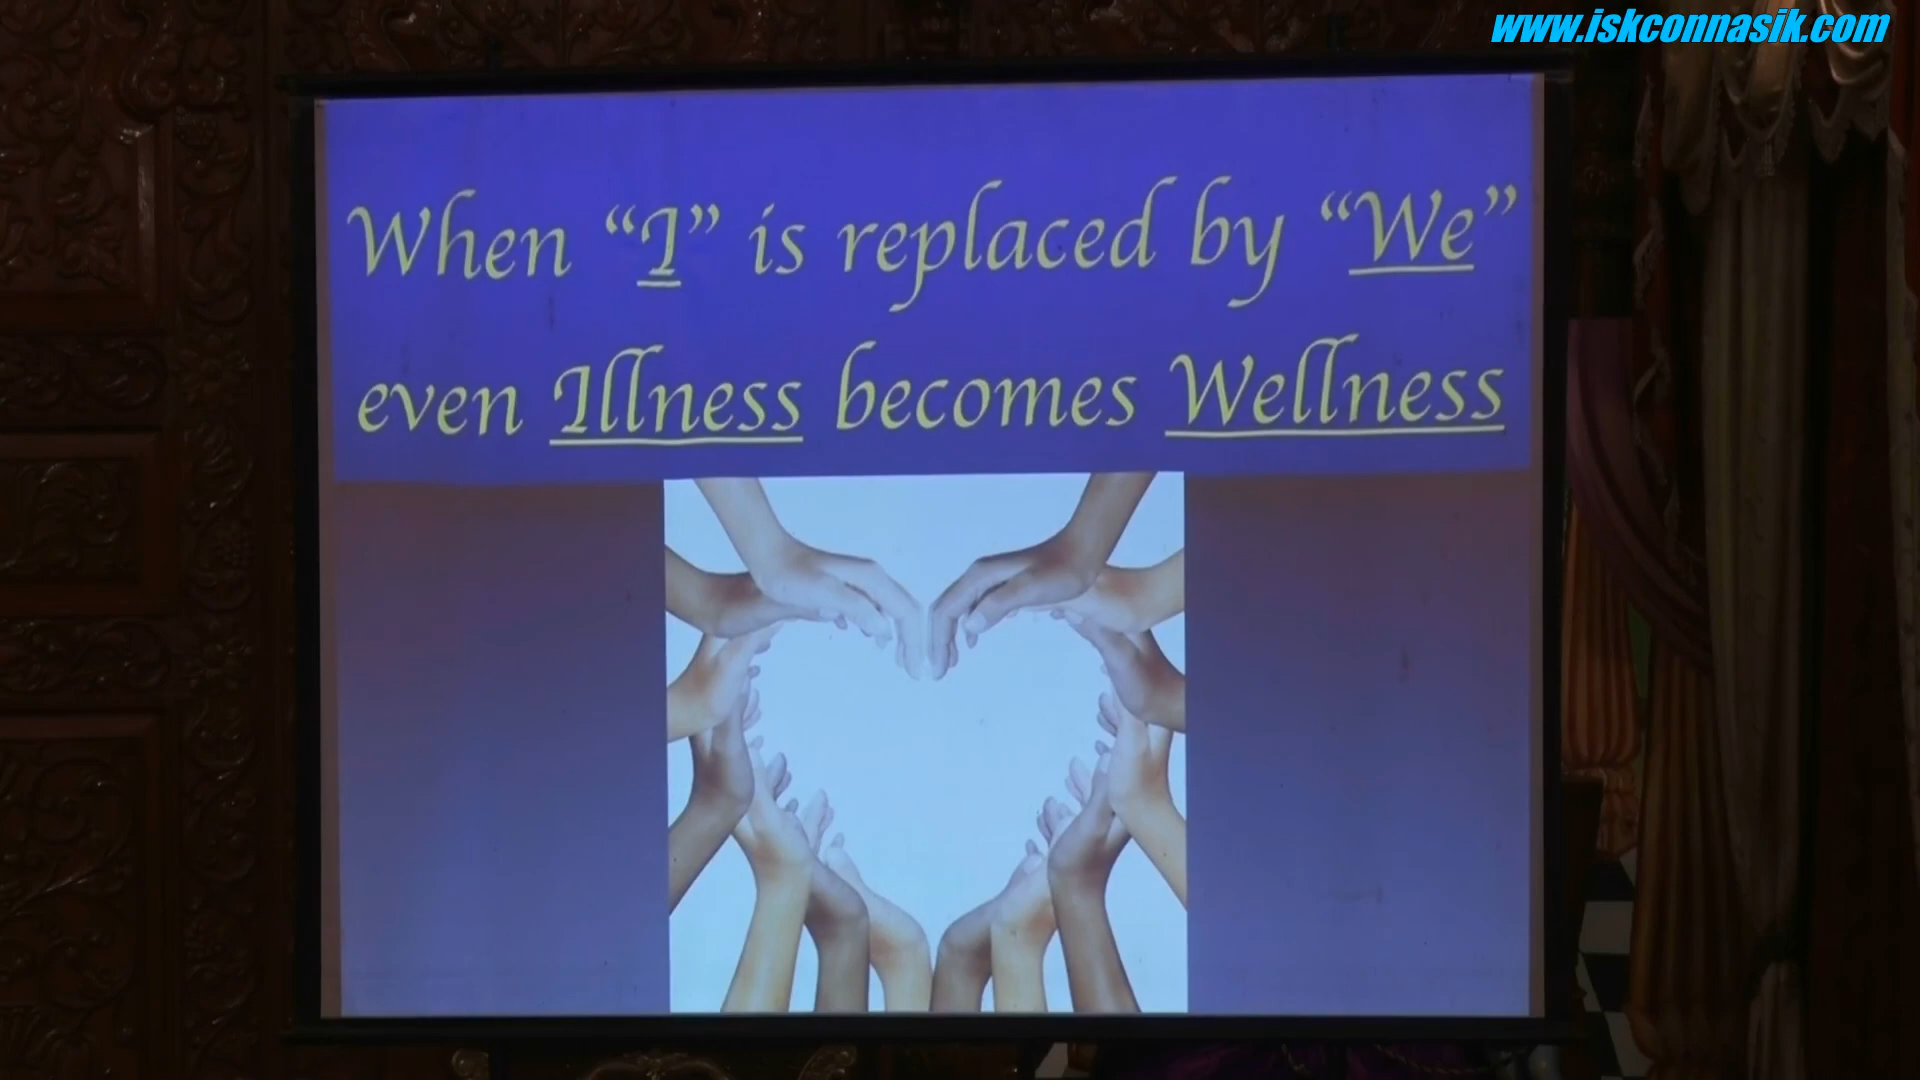 www.iskconnasik.com
When “I” is replaced by “We”
even Illness becomes Wellness